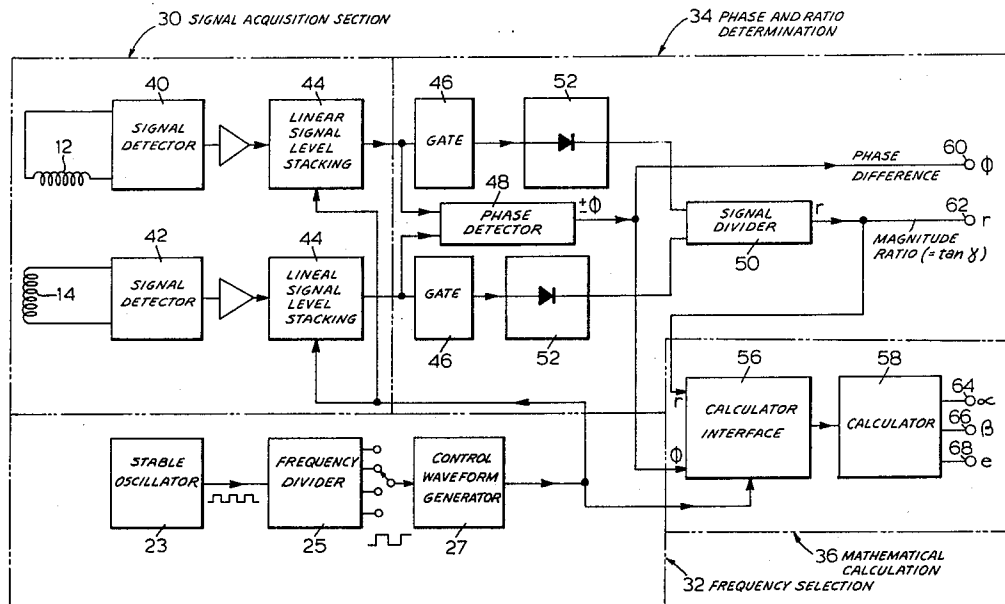 30 SIGNAL ACQUISITION SECTION
34 PHASE AND RATIO
DETERMINATION
40
SIGNAL
DETECTOR
12
44
LINEAR
SIGNAL
LEVEL
STACKING
46
GATE
52
48
PHASE
DETECTOR
±Φ
PHASE
DIFFERENCE
60
Φ
SIGNAL
DIVIDER
50
r
62
r
MAGNITUDE
RATIO (= tan γ)
42
SIGNAL
DETECTOR
14
44
LINEAL
SIGNAL
LEVEL
STACKING
GATE
46
52
56
r
CALCULATOR
INTERFACE
Φ
58
CALCULATOR
64
α
66
β
68
e
STABLE
OSCILLATOR
23
FREQUENCY
DIVIDER
25
CONTROL
WAVEFORM
GENERATOR
27
36 MATHEMATICAL
CALCULATION
32 FREQUENCY SELECTION